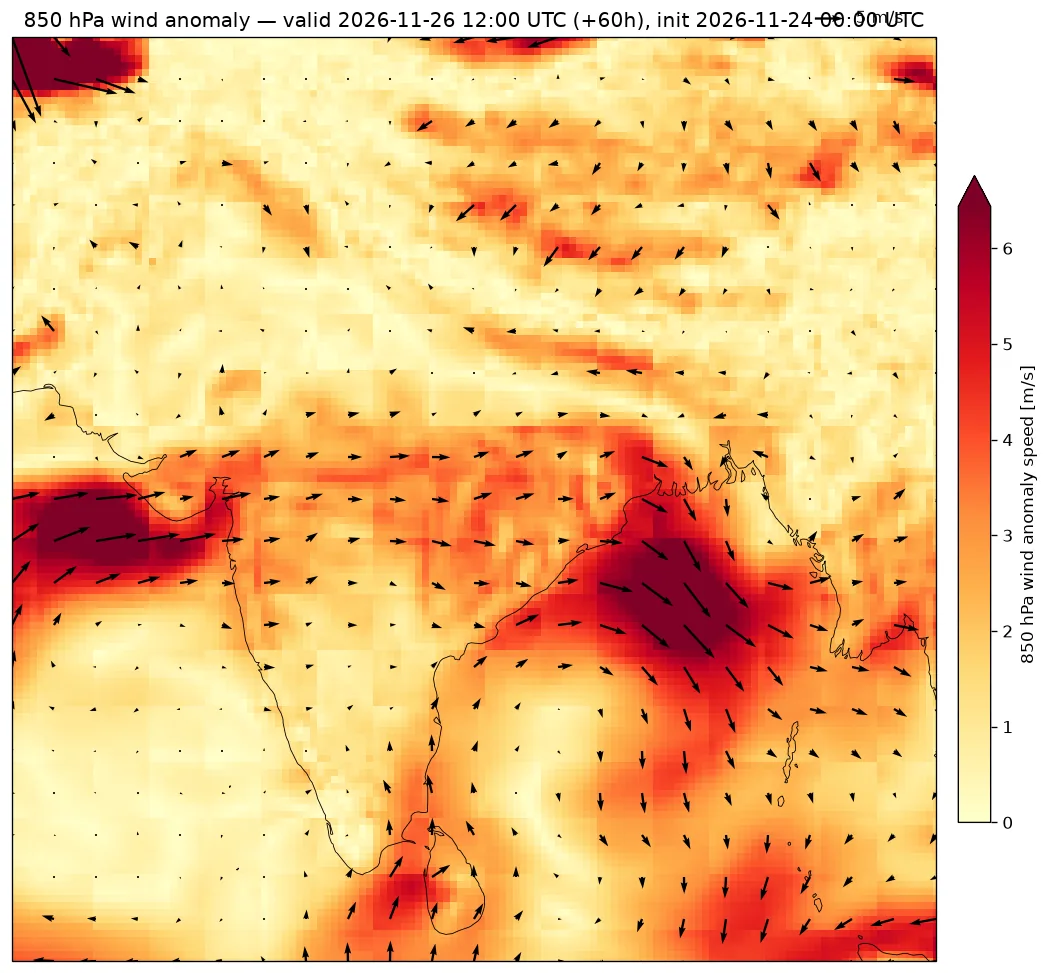 850 hPa wind anomaly — valid 2026-11-26 12:00 UTC (+60h), init 2026-11-24 00:00 UTC
5 m/s
6
5
4
3
2
1
0
850 hPa wind anomaly speed [m/s]